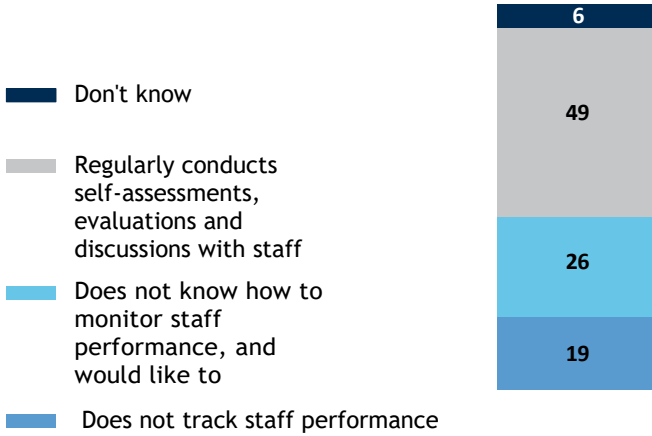 6
Don't know
49
Regularly conducts
self-assessments,
evaluations and
discussions with staff
26
Does not know how to
monitor staff
performance, and
would like to
19
Does not track staff performance